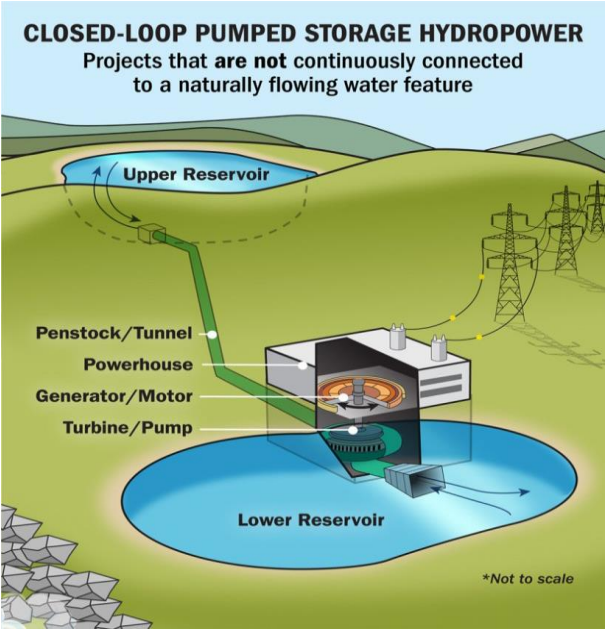 CLOSED-LOOP PUMPED STORAGE HYDROPOWER
Projects that are not continuously connected
to a naturally flowing water feature
Upper Reservoir
Penstock/Tunnel
Powerhouse
Generator/Motor
Turbine/Pump
Lower Reservoir
*Not to scale